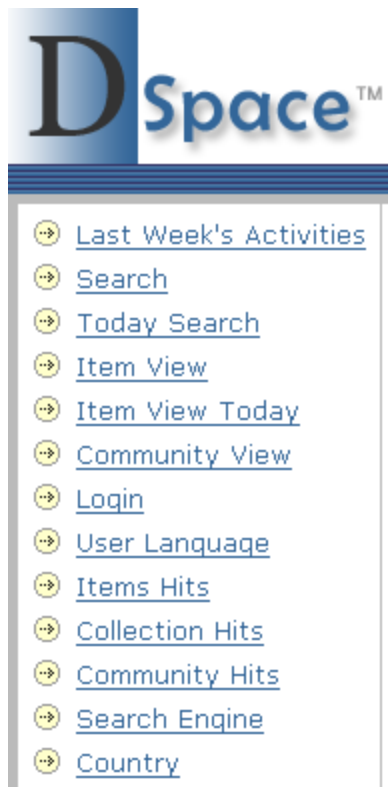 DSpace™
Last Week's Activities
Search
Today Search
Item View
Item View Today
Community View
Login
User Language
Items Hits
Collection Hits
Community Hits
Search Engine
Country